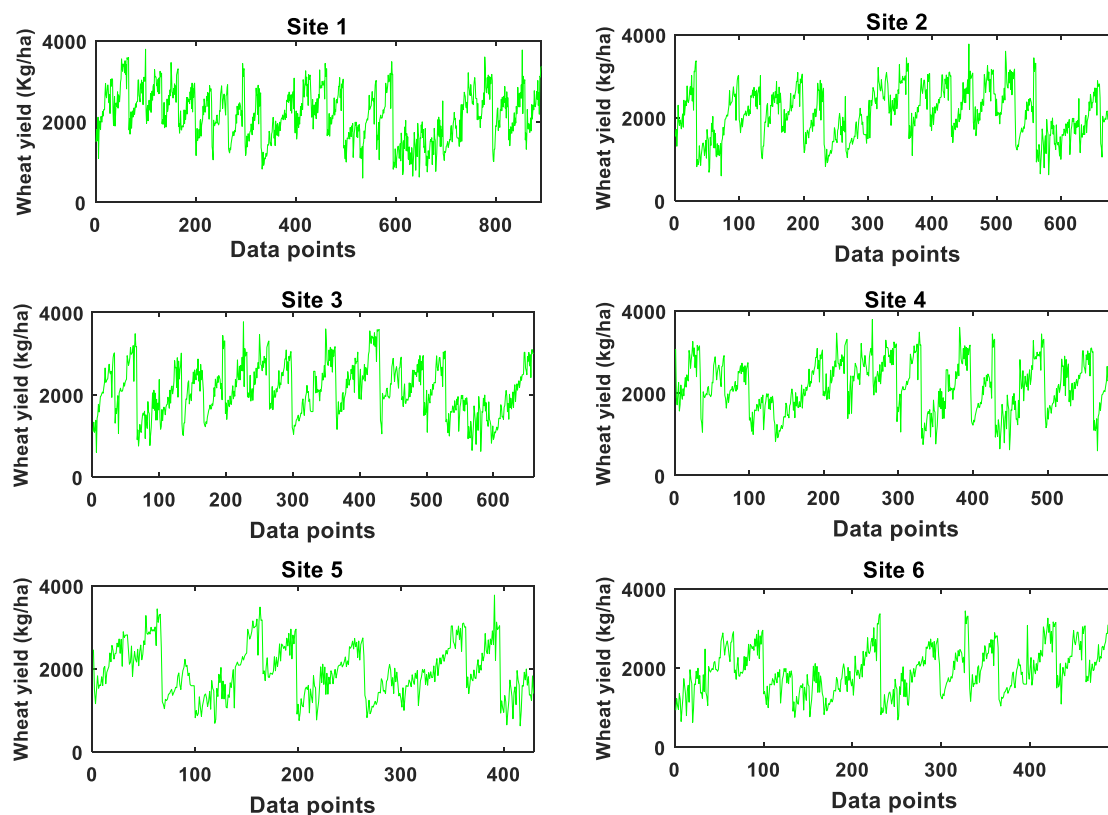 Site 1
Wheat yield (Kg/ha)
4000
2000
0
0 200 400 600 800
Data points
Site 2
Wheat yield (kg/ha)
4000
2000
0
0 100 200 300 400 500 600
Data points
Site 3
Wheat yield (kg/ha)
4000
2000
0
0 100 200 300 400 500 600
Data points
Site 4
Wheat yield (kg/ha)
4000
2000
0
0 100 200 300 400 500
Data points
Site 5
Wheat yield (kg/ha)
4000
2000
0
0 100 200 300 400
Data points
Site 6
Wheat yield (kg/ha)
4000
2000
0
0 100 200 300 400
Data points